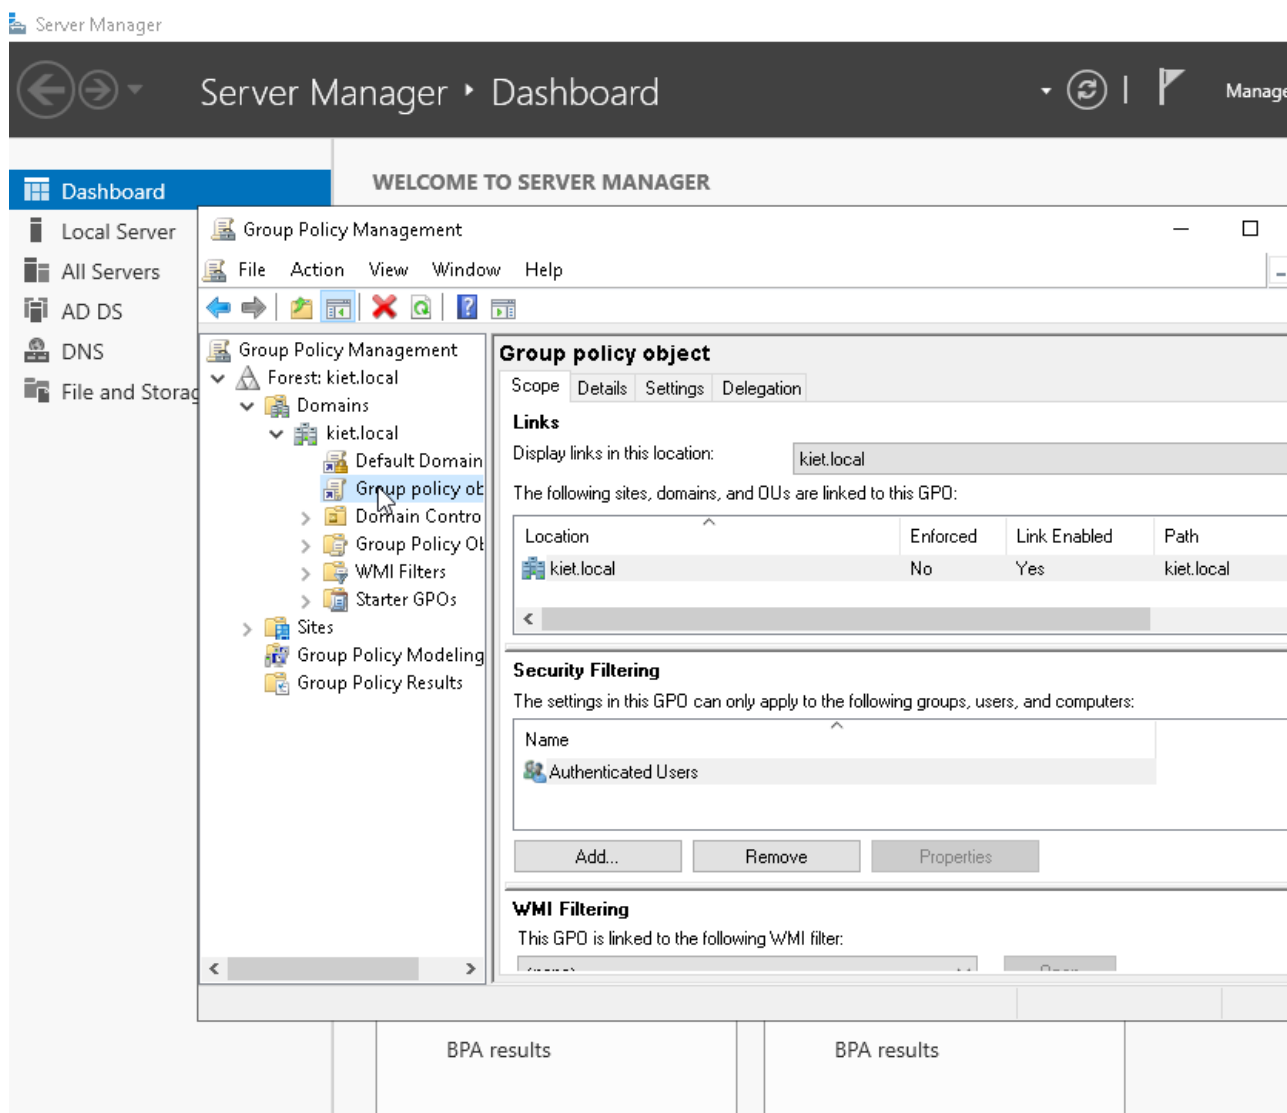 Server Manager
Server Manager Dashboard
Manage
WELCOME TO SERVER MANAGER
Dashboard
Local Server
All Servers
AD DS
DNS
File and Storag
Group Policy Management
File Action View Window Help
Group Policy Management
Forest: kiet.local
Domains
kiet.local
Default Domain
Group policy ob
Domain Contro
Group Policy Ob
WMI Filters
Starter GPOs
Sites
Group Policy Modeling
Group Policy Results
Group policy object
Scope Details Settings Delegation
Links
Display links in this location: kiet.local
The following sites, domains, and OUs are linked to this GPO:
Location Enforced Link Enabled Path
kiet.local No Yes kiet.local
Security Filtering
The settings in this GPO can only apply to the following groups, users, and computers:
Name
Authenticated Users
Add... Remove Properties
WMI Filtering
This GPO is linked to the following WMI filter:
BPA results BPA results